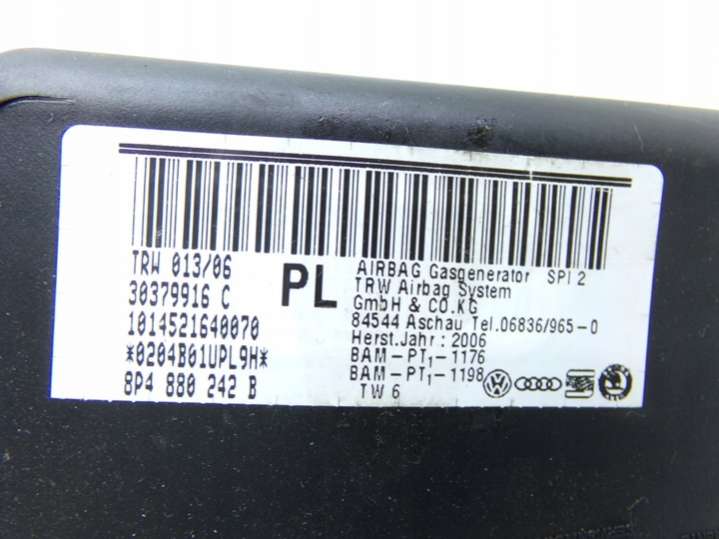 TRW 013/06
30379916 C
1014521640070
*0204B01UPL9H*
8P4 880 242 B
PL
AIRBAG Gasgenerator SPI 2
TRW Airbag System
GmbH & CO.KG
84544 Aschau Tel.06836/965-0
Herst.Jahr: 2006
BAM-PT1-1176
BAM-PT1-1198
TW 6